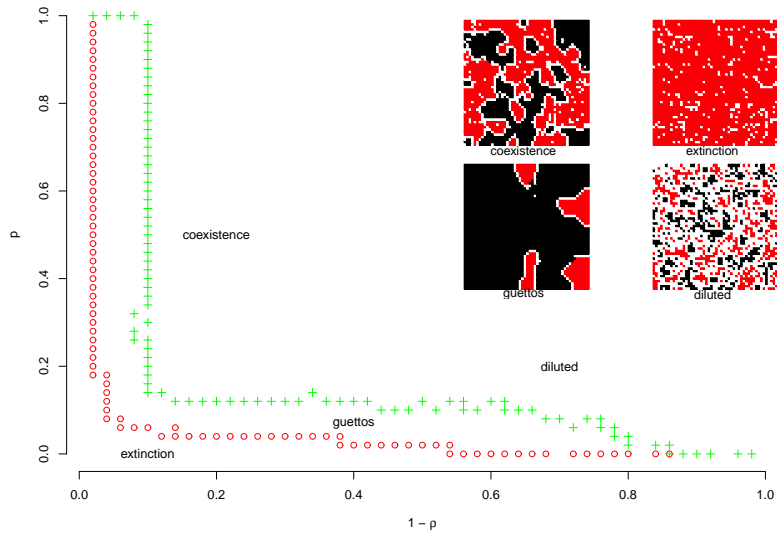 coexistence
extinction
guettos
diluted
coexistence
diluted
guettos
extinction
p
0.0
0.2
0.4
0.6
0.8
1.0
0.0
0.2
0.4
0.6
0.8
1.0
1 − ρ